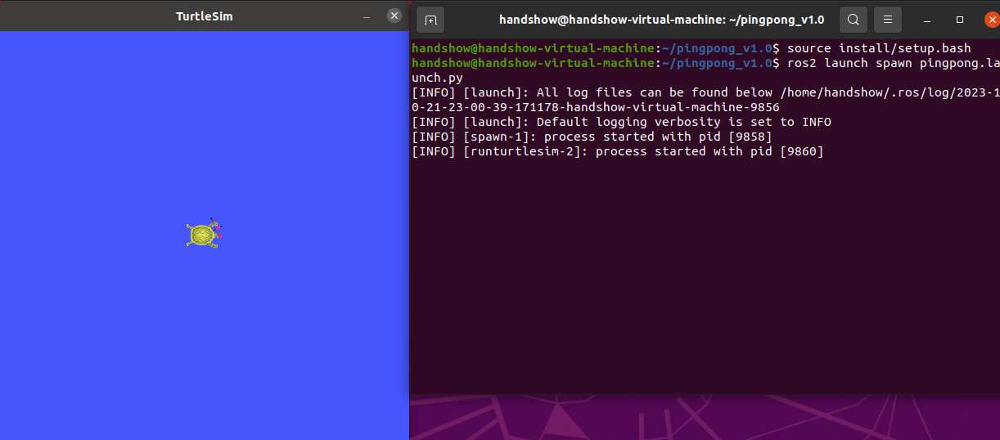 TurtleSim
handshow@handshow-virtual-machine: ~/pingpong_v1.0
handshow@handshow-virtual-machine:~/pingpong_v1.0$ source install/setup.bash
handshow@handshow-virtual-machine:~/pingpong_v1.0$ ros2 launch spawn pingpong.la
unch.py
[INFO] [launch]: All log files can be found below /home/handshow/.ros/log/2023-1
0-21-23-00-39-171178-handshow-virtual-machine-9856
[INFO] [launch]: Default logging verbosity is set to INFO
[INFO] [spawn-1]: process started with pid [9858]
[INFO] [runturtlesim-2]: process started with pid [9860]